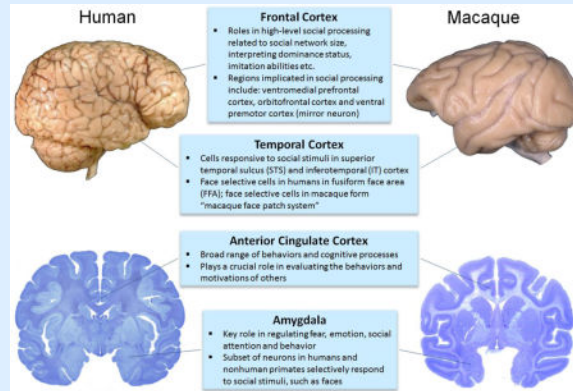 Human
Macaque
Frontal Cortex
▪ Roles in high-level social processing
related to social network size,
interpreting dominance status,
imitation abilities etc.
▪ Regions implicated in social processing
include: ventromedial prefrontal
cortex, orbitofrontal cortex and ventral
premotor cortex (mirror neuron)
Temporal Cortex
▪ Cells responsive to social stimuli in superior
temporal sulcus (STS) and inferotemporal (IT) cortex
▪ Face selective cells in humans in fusiform face area
(FFA); face selective cells in macaque form
“macaque face patch system”
Anterior Cingulate Cortex
▪ Broad range of behaviors and cognitive processes
▪ Plays a crucial role in evaluating the behaviors and
motivations of others
Amygdala
▪ Key role in regulating fear, emotion, social
attention and behavior
▪ Subset of neurons in humans and
nonhuman primates selectively respond
to social stimuli, such as faces